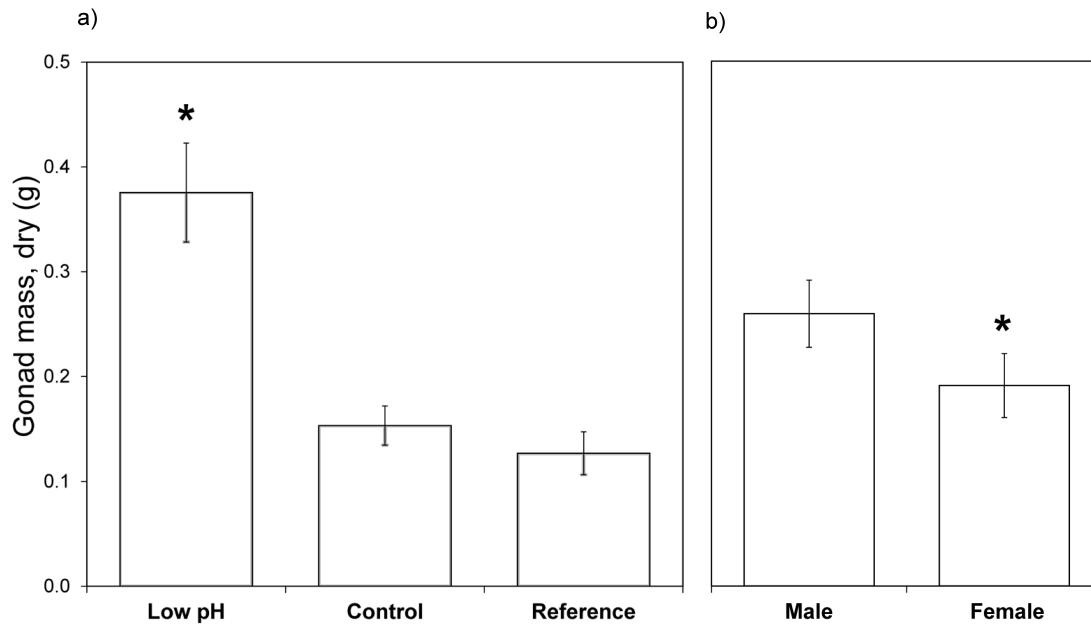 a)
b)
0.5
0.4
0.3
0.2
0.1
0.0
Gonad mass, dry (g)
*
*
Low pH Control Reference Male Female